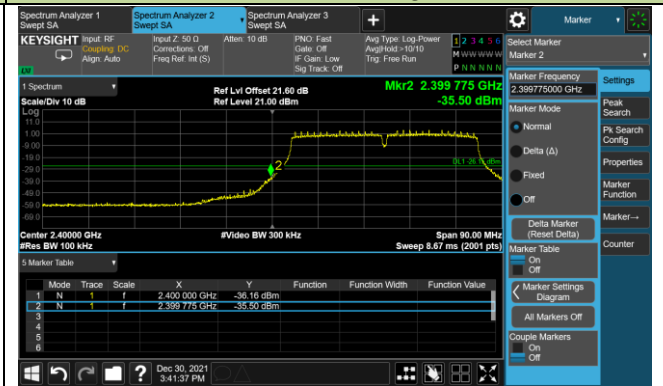 Spectrum Analyzer 1
Swept SA
Spectrum Analyzer 2
Swept SA
Spectrum Analyzer 3
Swept SA
Marker
KEYSIGHT
Input: RF
Coupling: DC
Align: Auto
Input Z: 50 Ω
Corrections: Off
Freq Ref: Int (S)
Atten: 10 dB
PNO: Fast
Gate: Off
IF Gain: Low
Sig Track: Off
Avg Type: Log-Power
Avg|Hold:>10/10
Trig: Free Run
1 2 3 4 5 6
M W W W W W
P N N N N N
LXI
Select Marker
Marker 2
1 Spectrum
Scale/Div 10 dB
Ref Lvl Offset 21.60 dB
Ref Level 21.00 dBm
Mkr2 2.399 775 GHz
-35.50 dBm
Log
11.0
1.00
-9.00
-19.0
-29.0
-39.0
-49.0
-59.0
-69.0
2
Center 2.40000 GHz
#Res BW 100 kHz
#Video BW 300 kHz
Span 90.00 MHz
Sweep 8.67 ms (2001 pts)
5 Marker Table
Mode Trace Scale X Y Function Function Width Function Value
1 N 1 f 2.400 000 GHz -36.16 dBm
2 N 1 f 2.399 775 GHz -35.50 dBm
3
4
5
6
Marker Frequency
2.399775000 GHz
Marker Mode
Normal
Delta (Δ)
Fixed
Off
Delta Marker
(Reset Delta)
Marker Table
On
Off
Marker Settings
Diagram
All Markers Off
Couple Markers
On
Off
Settings
Peak
Search
Pk Search
Config
Properties
Marker
Function
Marker→
Counter
Dec 30, 2021
3:41:37 PM